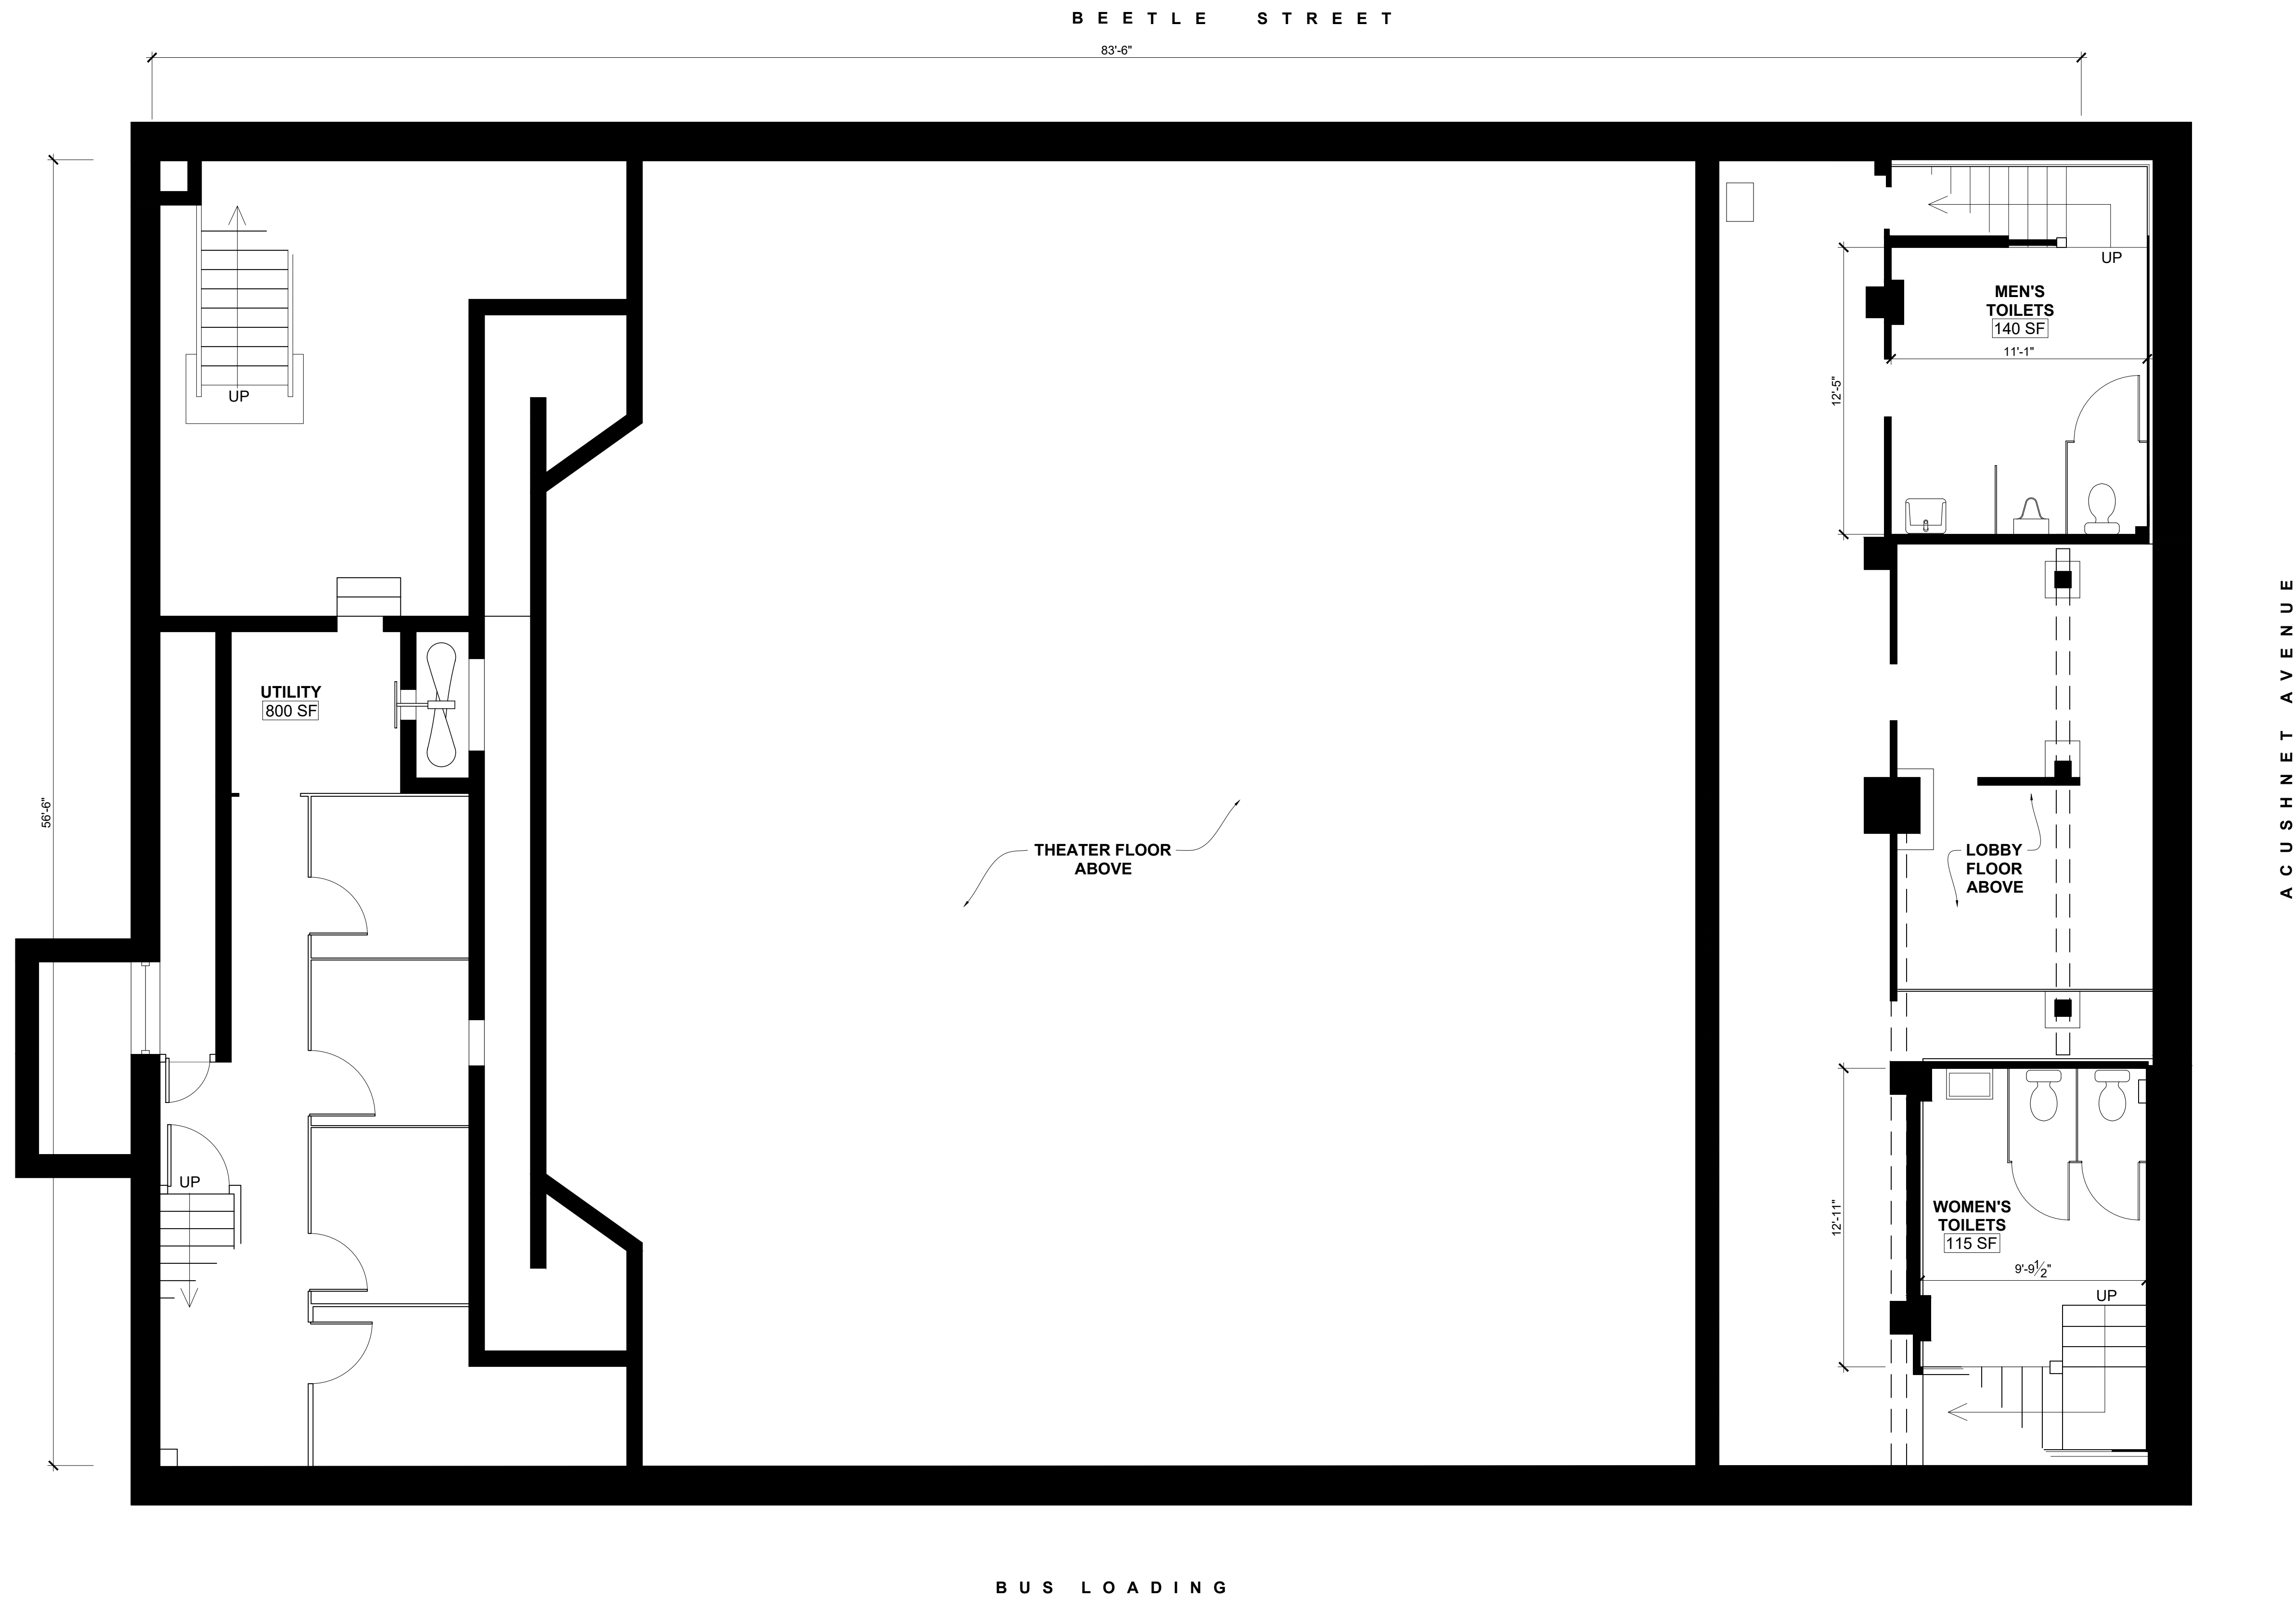 BEETLE STREET
83'-6"
UP
MEN'S
TOILETS
140 SF
11'-1"
12'-5"
UP
UTILITY
800 SF
56'-6"
THEATER FLOOR
ABOVE
LOBBY
FLOOR
ABOVE
ACUSHNET AVENUE
UP
WOMEN'S
TOILETS
115 SF
12'-11"
9'-9½"
UP
BUS LOADING